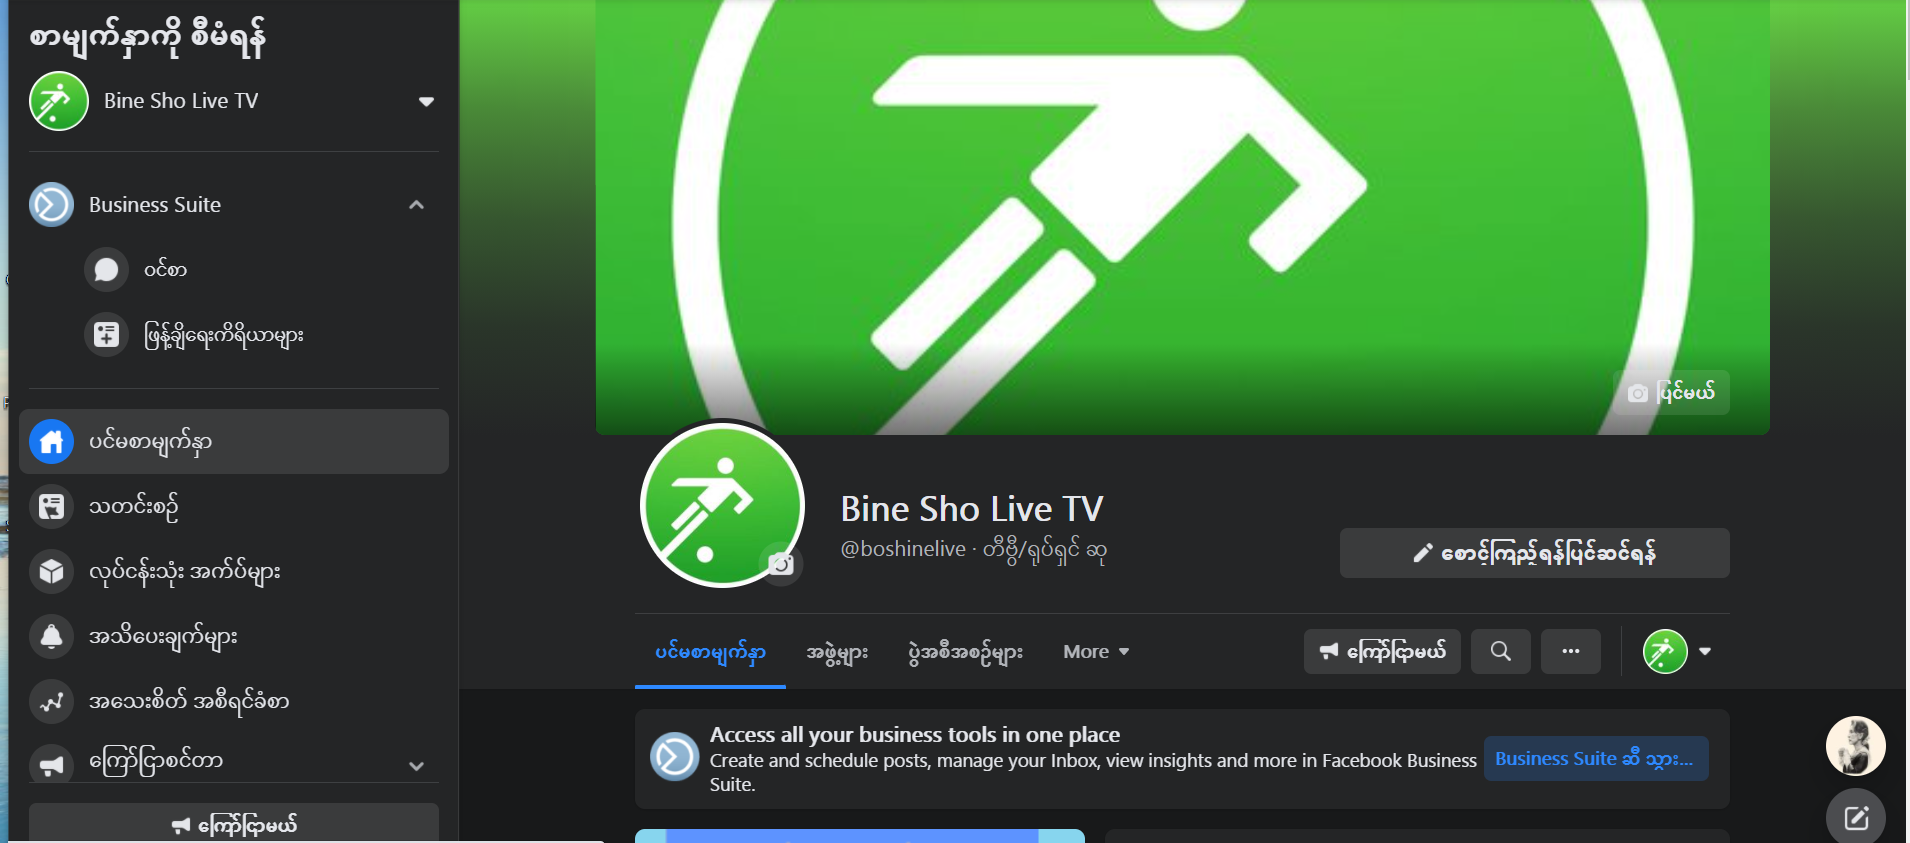 စာမျက်နှာကို စီမံရန်
Bine Sho Live TV
Business Suite
ဝင်စာ
ဖြန့်ချိရေးကိရိယာများ
ပင်မစာမျက်နှာ
သတင်းစဉ်
လုပ်ငန်းသုံး အက်ပ်များ
အသိပေးချက်များ
အသေးစိတ် အစီရင်ခံစာ
ကြော်ငြာစင်တာ
ကြော်ငြာမယ်
ပြင်မယ်
Bine Sho Live TV
@boshinelive · တီဗွီ/ရုပ်ရှင် ဆု
စောင့်ကြည့်ရန်ပြင်ဆင်ရန်
ပင်မစာမျက်နှာ
အဖွဲ့များ
ပွဲအစီအစဉ်များ
More
ကြော်ငြာမယ်
Access all your business tools in one place
Create and schedule posts, manage your Inbox, view insights and more in Facebook Business
Suite.
Business Suite ဆီ သွား...